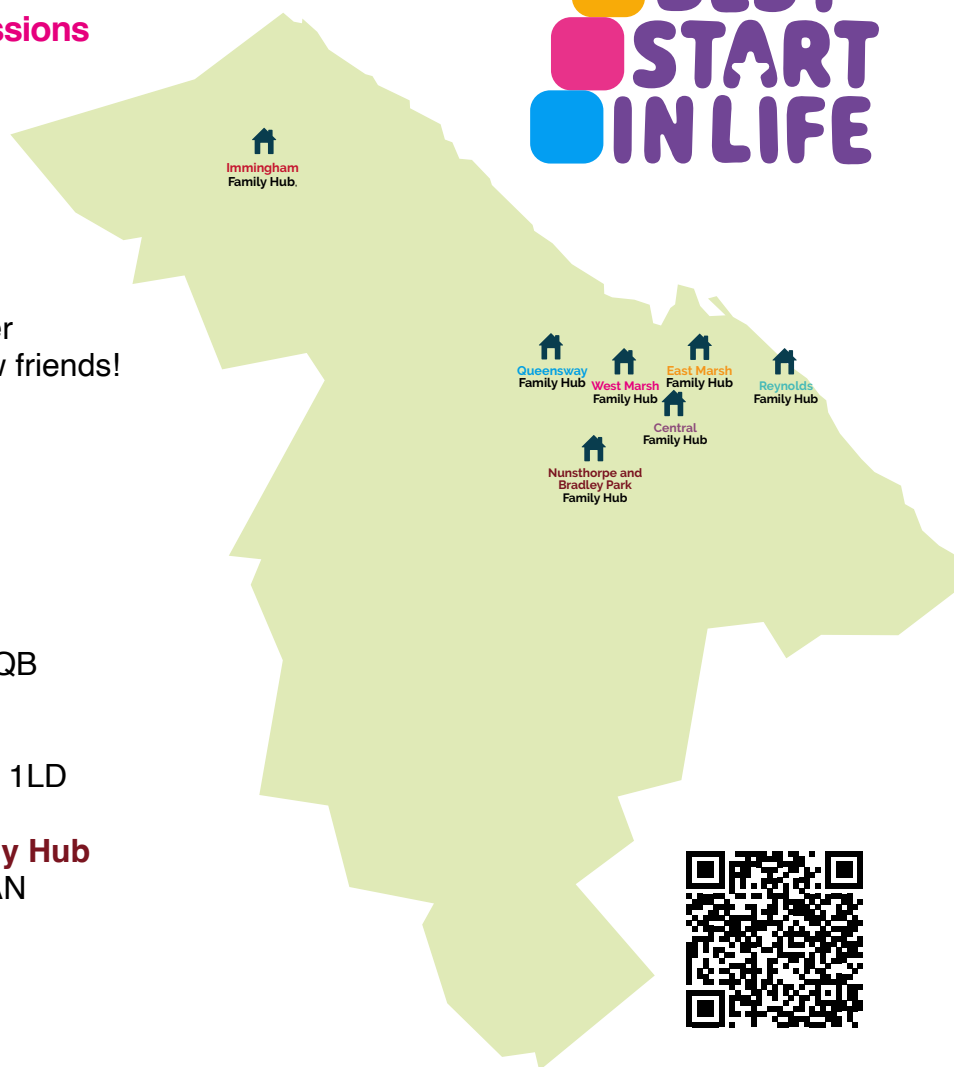 ssions
START
IN LIFE
Immingham
Family Hub,
er
w friends!
Queensway
Family Hub
West Marsh
Family Hub
East Marsh
Family Hub
Reynolds
Family Hub
Central
Family Hub
Nunsthorpe and
Bradley Park
Family Hub
QB
1LD
y Hub
AN